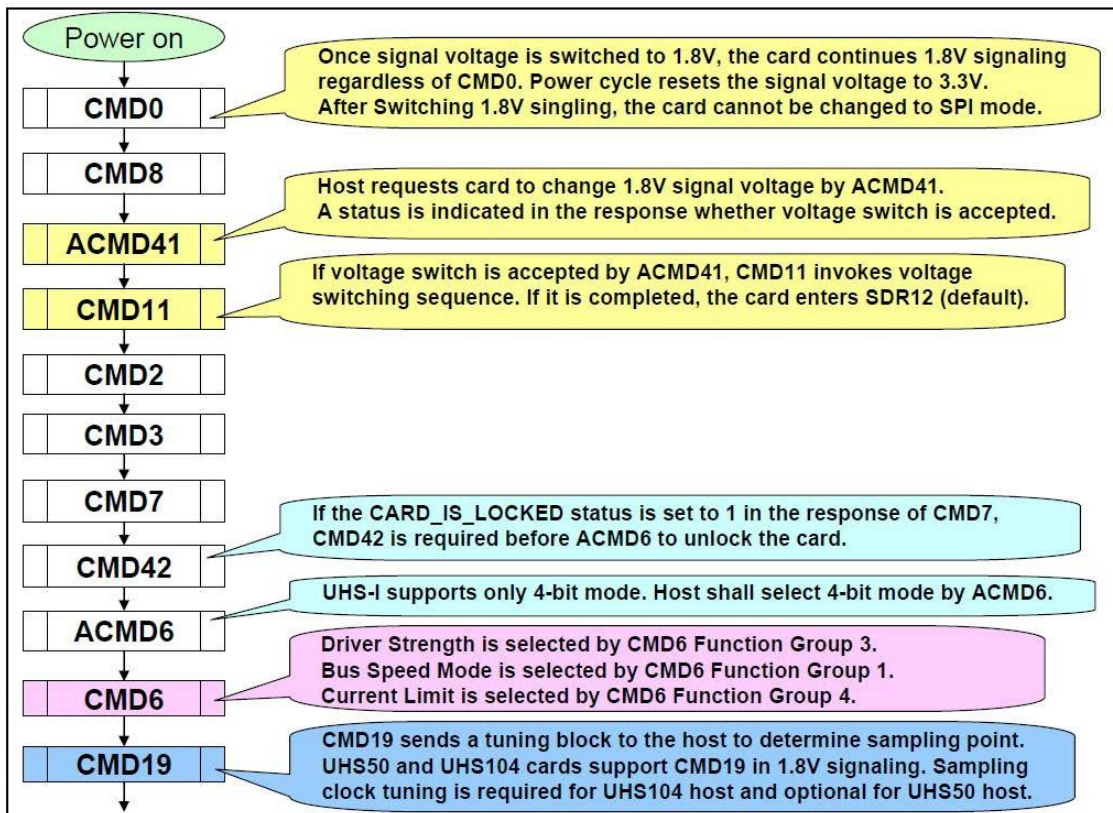 Power on
Once signal voltage is switched to 1.8V, the card continues 1.8V signaling
regardless of CMD0. Power cycle resets the signal voltage to 3.3V.
After Switching 1.8V singling, the card cannot be changed to SPI mode.
CMD0
CMD8
Host requests card to change 1.8V signal voltage by ACMD41.
A status is indicated in the response whether voltage switch is accepted.
ACMD41
If voltage switch is accepted by ACMD41, CMD11 invokes voltage
switching sequence. If it is completed, the card enters SDR12 (default).
CMD11
CMD2
CMD3
CMD7
If the CARD_IS_LOCKED status is set to 1 in the response of CMD7,
CMD42 is required before ACMD6 to unlock the card.
CMD42
UHS-I supports only 4-bit mode. Host shall select 4-bit mode by ACMD6.
ACMD6
Driver Strength is selected by CMD6 Function Group 3.
Bus Speed Mode is selected by CMD6 Function Group 1.
Current Limit is selected by CMD6 Function Group 4.
CMD6
CMD19 sends a tuning block to the host to determine sampling point.
UHS50 and UHS104 cards support CMD19 in 1.8V signaling. Sampling
clock tuning is required for UHS104 host and optional for UHS50 host.
CMD19